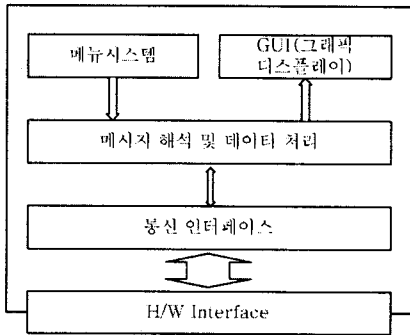 메뉴시스템
GUI(그래픽
디스플레이)
메시지 해석 및 데이터 처리
통신 인터페이스
H/W Interface